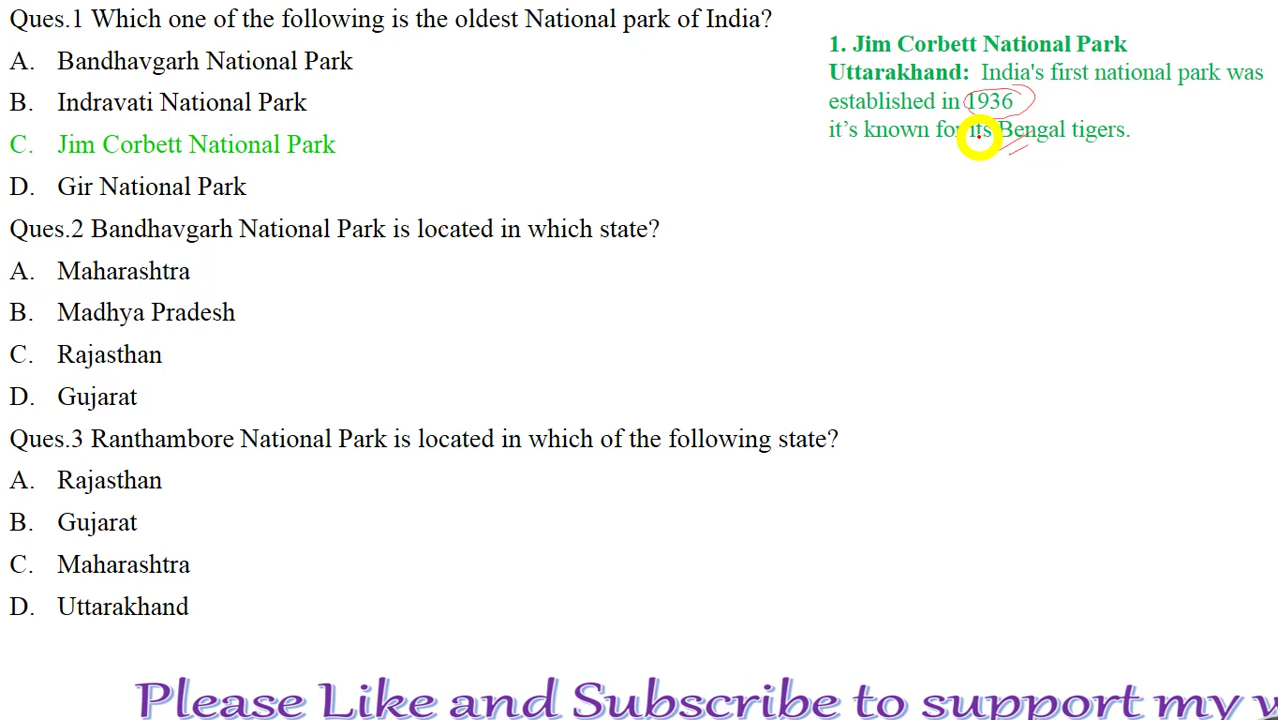 Ques.1 Which one of the following is the oldest National park of India?
A. Bandhavgarh National Park
B. Indravati National Park
C. Jim Corbett National Park
D. Gir National Park
Ques.2 Bandhavgarh National Park is located in which state?
A. Maharashtra
B. Madhya Pradesh
C. Rajasthan
D. Gujarat
Ques.3 Ranthambore National Park is located in which of the following state?
A. Rajasthan
B. Gujarat
C. Maharashtra
D. Uttarakhand
1. Jim Corbett National Park
Uttarakhand: India's first national park was
established in 1936
it’s known for its Bengal tigers.
Please Like and Subscribe to support my